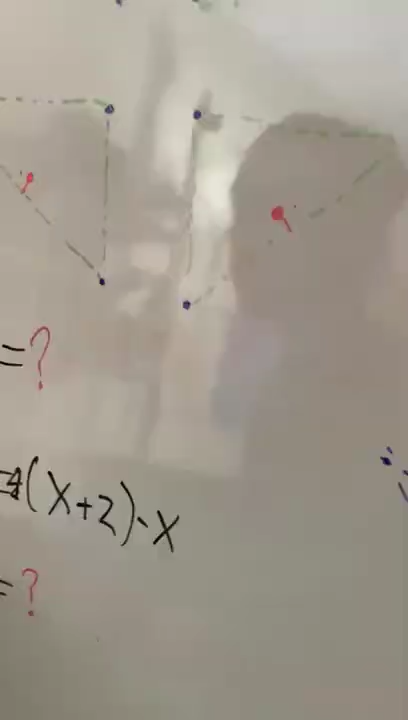 =?
=4(x+2)·x
=?